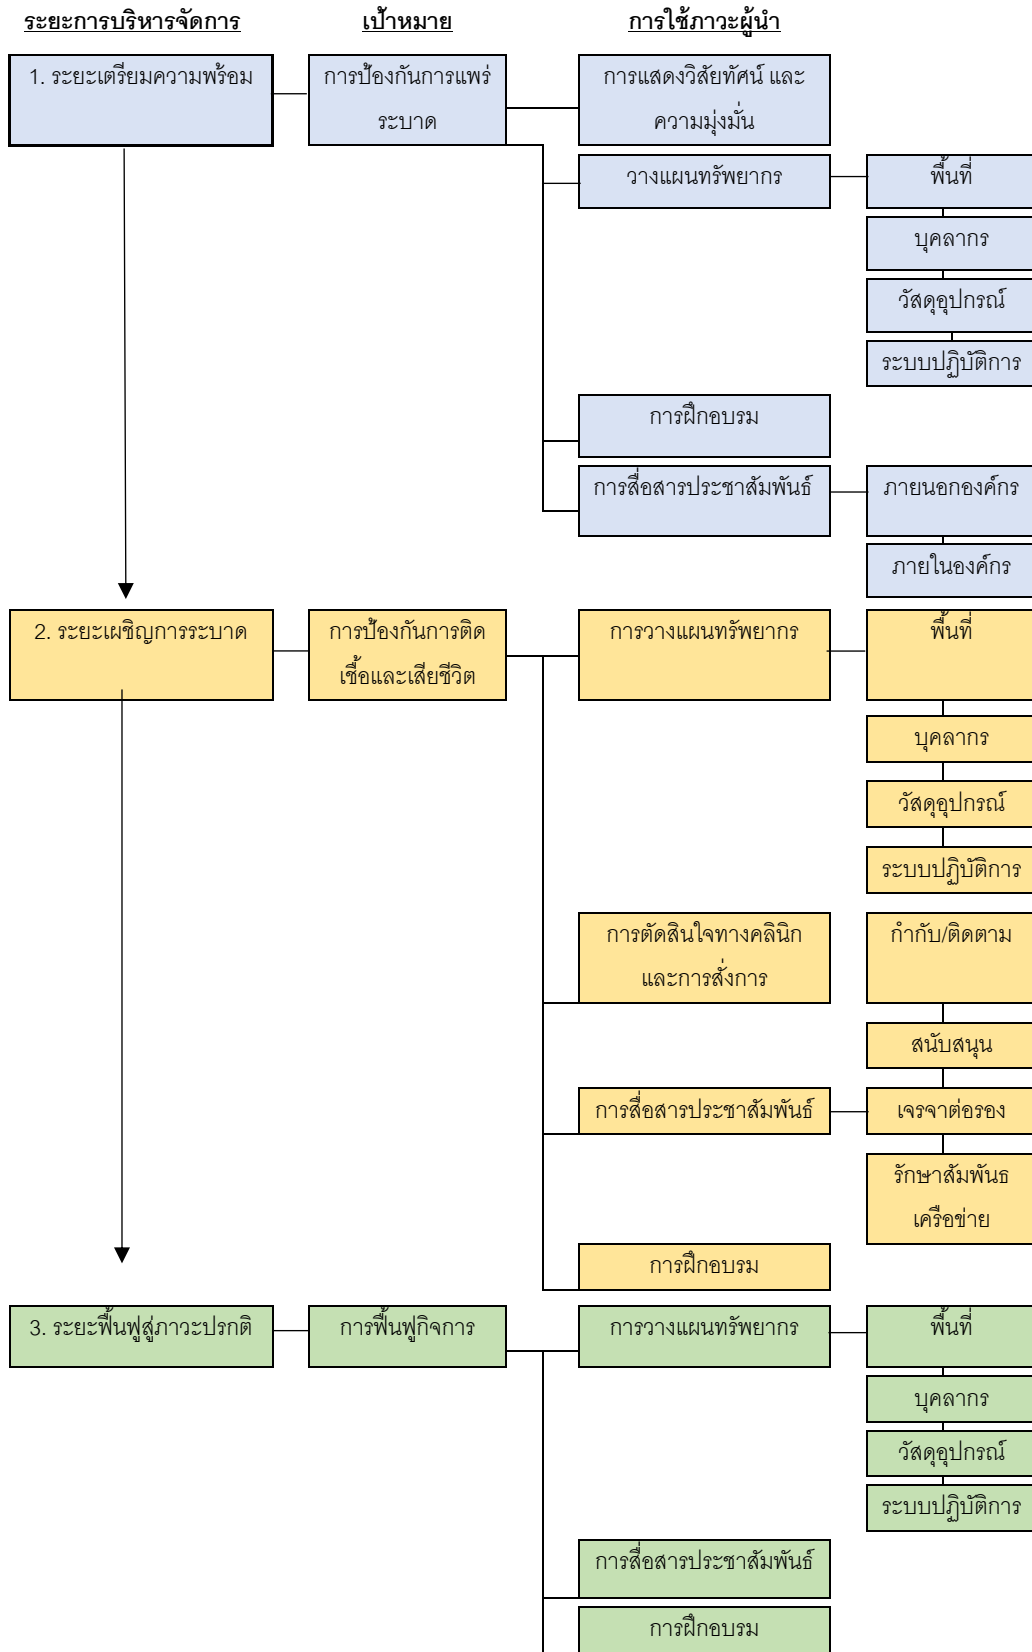 ระยะการบริหารจัดการ
เป้าหมาย
การใช้ภาวะผู้นำ
1. ระยะเตรียมความพร้อม
การป้องกันการแพร่
ระบาด
การแสดงวิสัยทัศน์ และ
ความมุ่งมั่น
วางแผนทรัพยากร
พื้นที่
บุคลากร
วัสดุอุปกรณ์
ระบบปฏิบัติการ
การฝึกอบรม
การสื่อสารประชาสัมพันธ์
ภายนอกองค์กร
ภายในองค์กร
2. ระยะเผชิญการระบาด
การป้องกันการติด
เชื้อและเสียชีวิต
การวางแผนทรัพยากร
พื้นที่
บุคลากร
วัสดุอุปกรณ์
ระบบปฏิบัติการ
การตัดสินใจทางคลินิก
และการสั่งการ
กำกับ/ติดตาม
สนับสนุน
การสื่อสารประชาสัมพันธ์
เจรจาต่อรอง
รักษาสัมพันธ
เครือข่าย
การฝึกอบรม
3. ระยะฟื้นฟูสู่ภาวะปรกติ
การฟื้นฟูกิจการ
การวางแผนทรัพยากร
พื้นที่
บุคลากร
วัสดุอุปกรณ์
ระบบปฏิบัติการ
การสื่อสารประชาสัมพันธ์
การฝึกอบรม